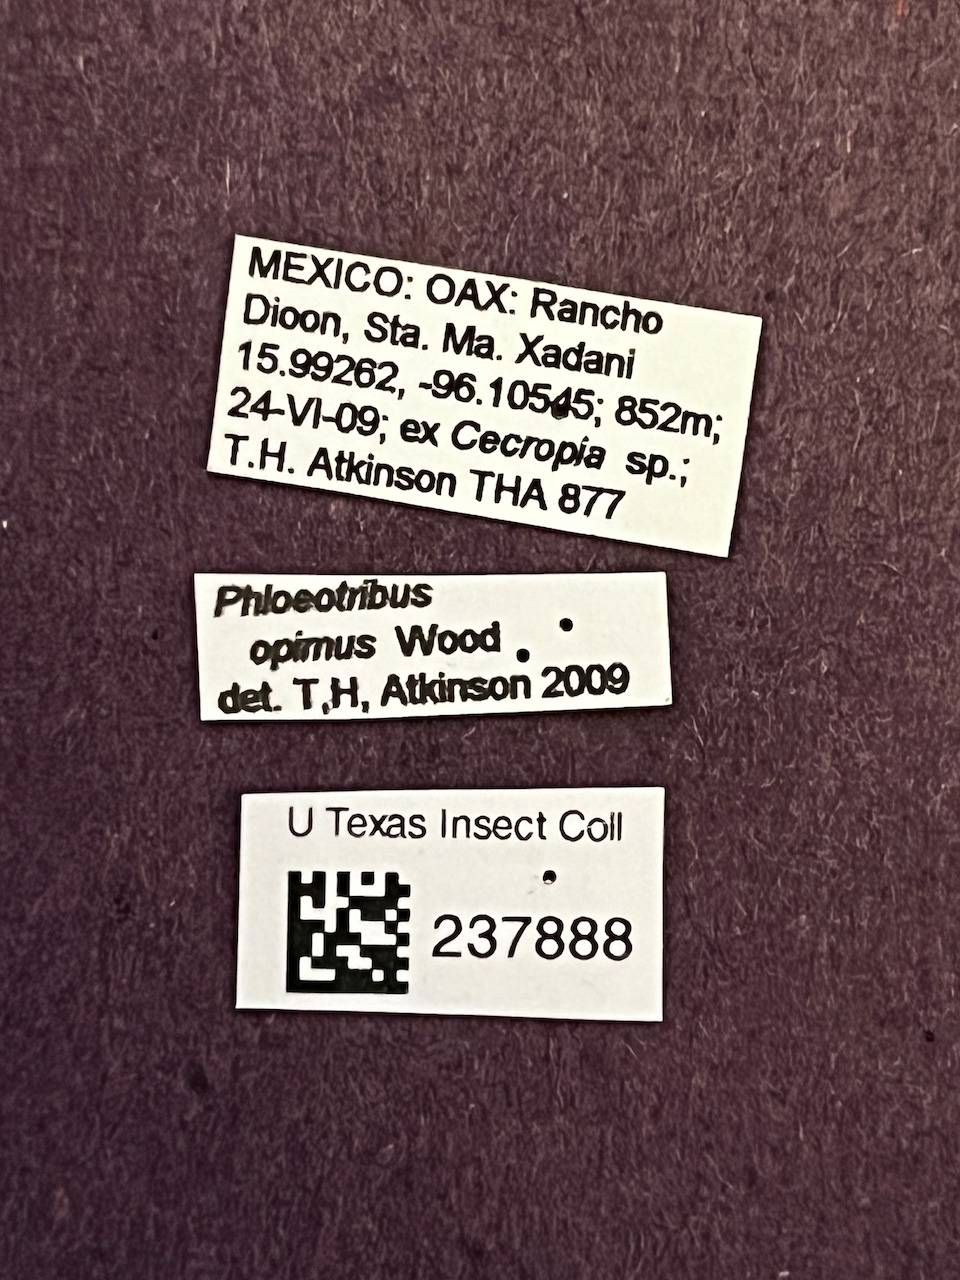 MEXICO: OAX: Rancho
Dioon, Sta. Ma. Xadani
15.99262, -96.10545; 852m;
24-VI-09; ex Cecropia sp.;
T.H. Atkinson THA 877
Phloeotribus
opimus Wood
det. T,H, Atkinson 2009
U Texas Insect Coll
237888